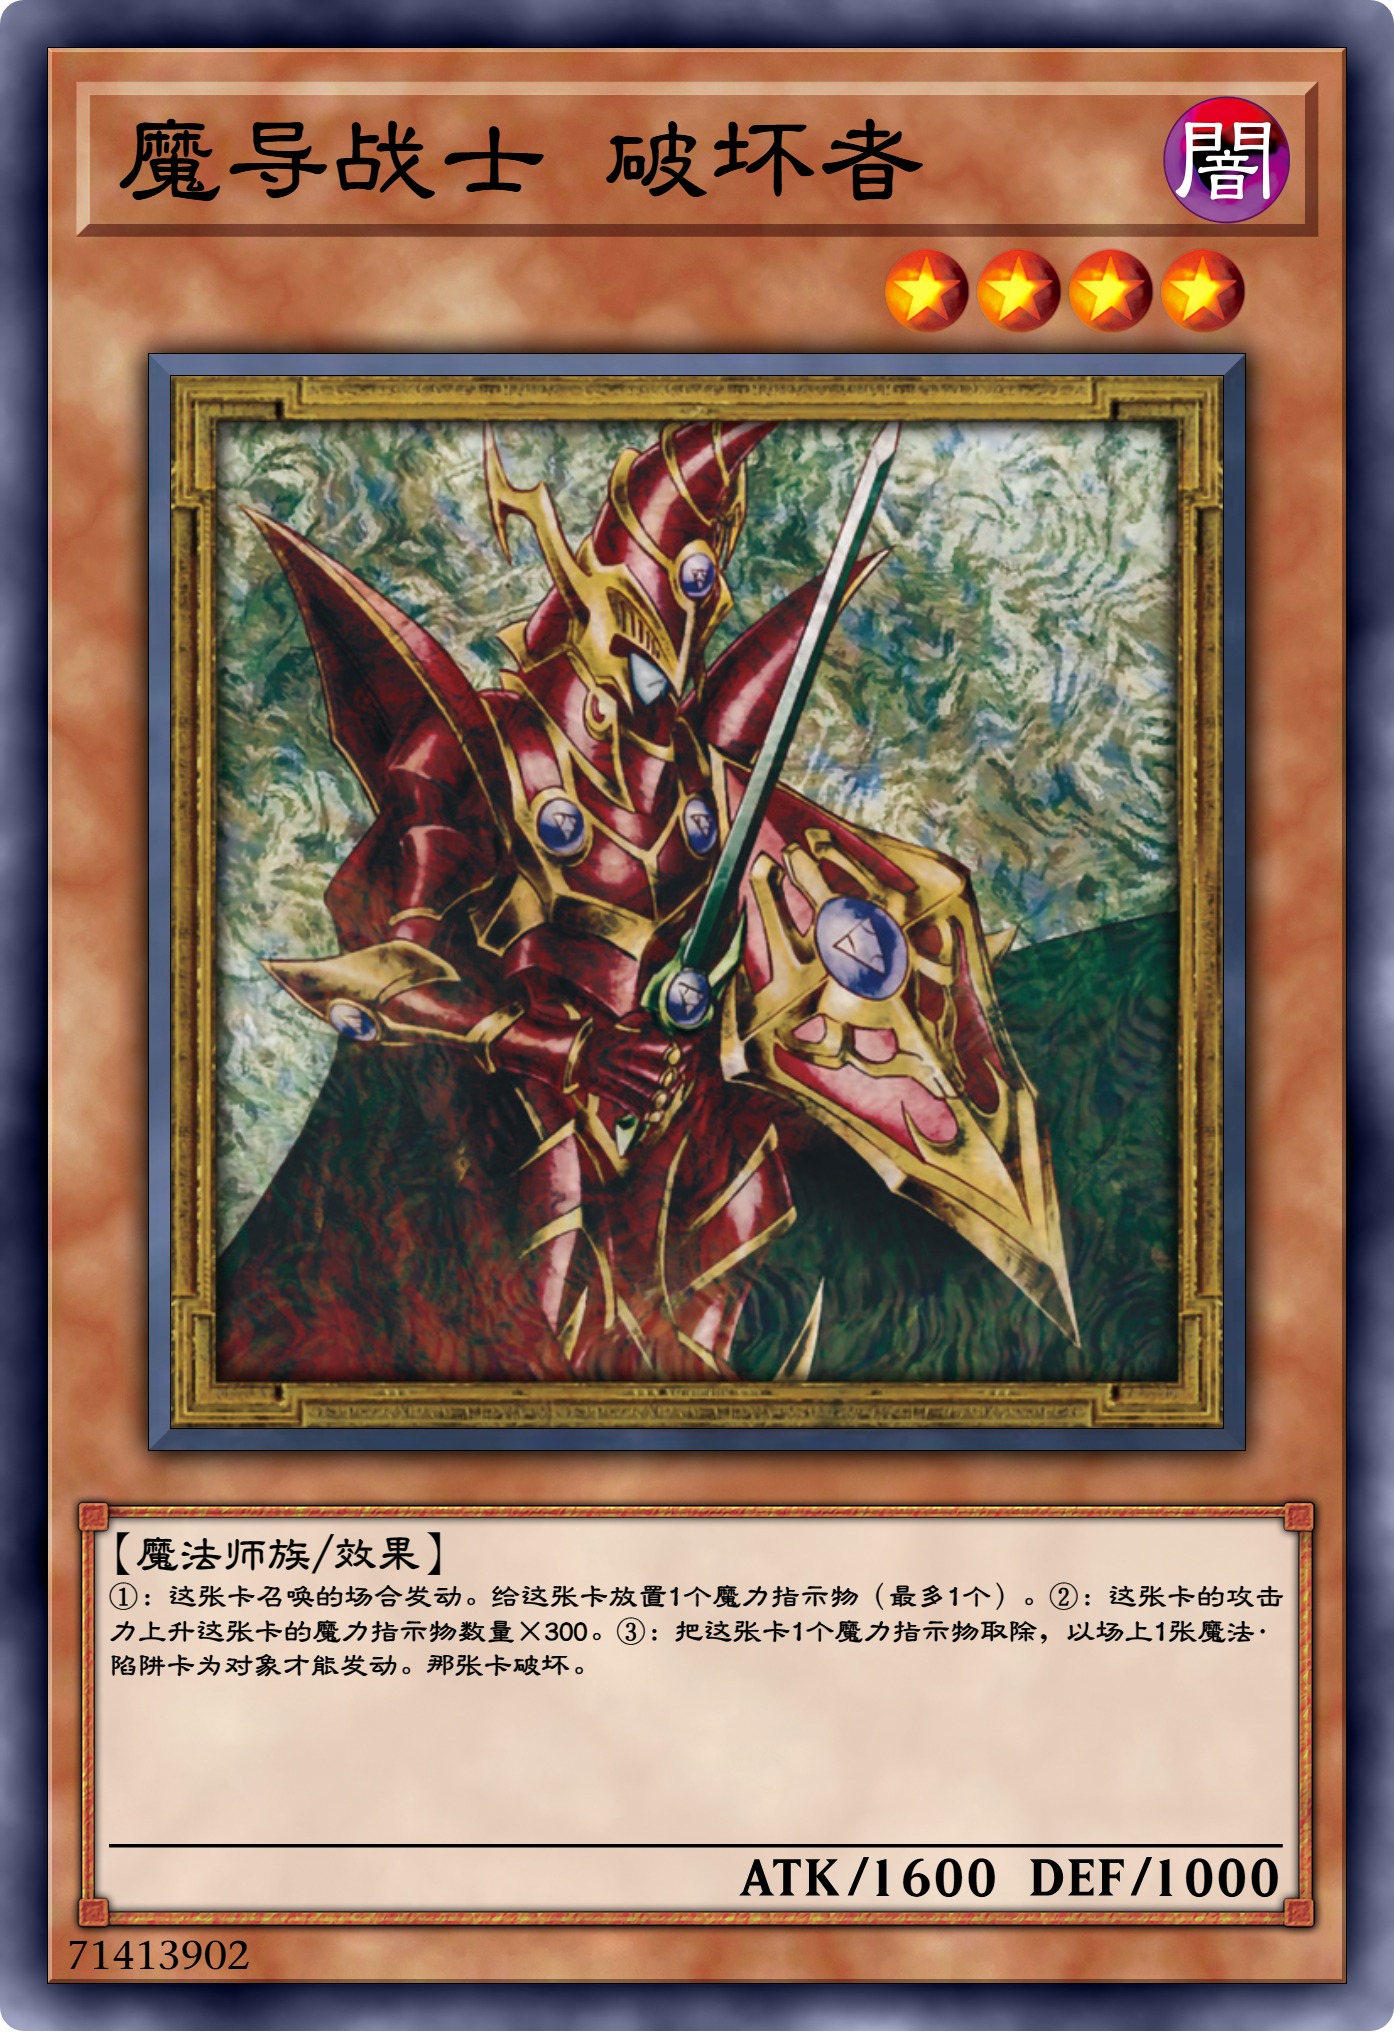 魔导战士 破坏者
闇
【魔法师族/效果】
①：这张卡召唤的场合发动。给这张卡放置1个魔力指示物（最多1个）。②：这张卡的攻击
力上升这张卡的魔力指示物数量×300。③：把这张卡1个魔力指示物取除，以场上1张魔法·
陷阱卡为对象才能发动。那张卡破坏。
ATK/1600 DEF/1000
71413902